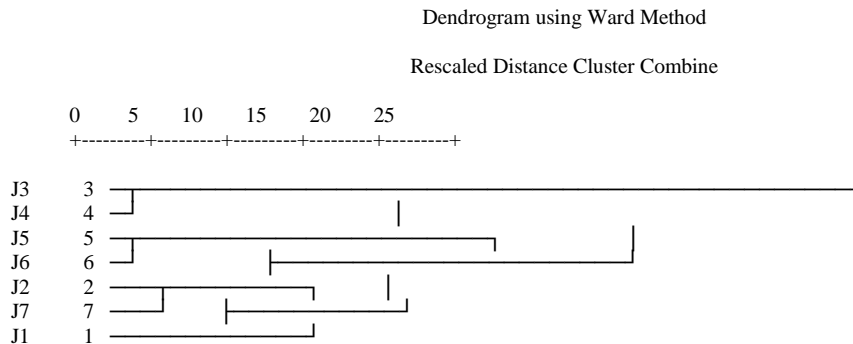 Dendrogram using Ward Method
Rescaled Distance Cluster Combine
0 5 10 15 20 25
+---------+---------+---------+---------+---------+
J3 3
J4 4
J5 5
J6 6
J2 2
J7 7
J1 1